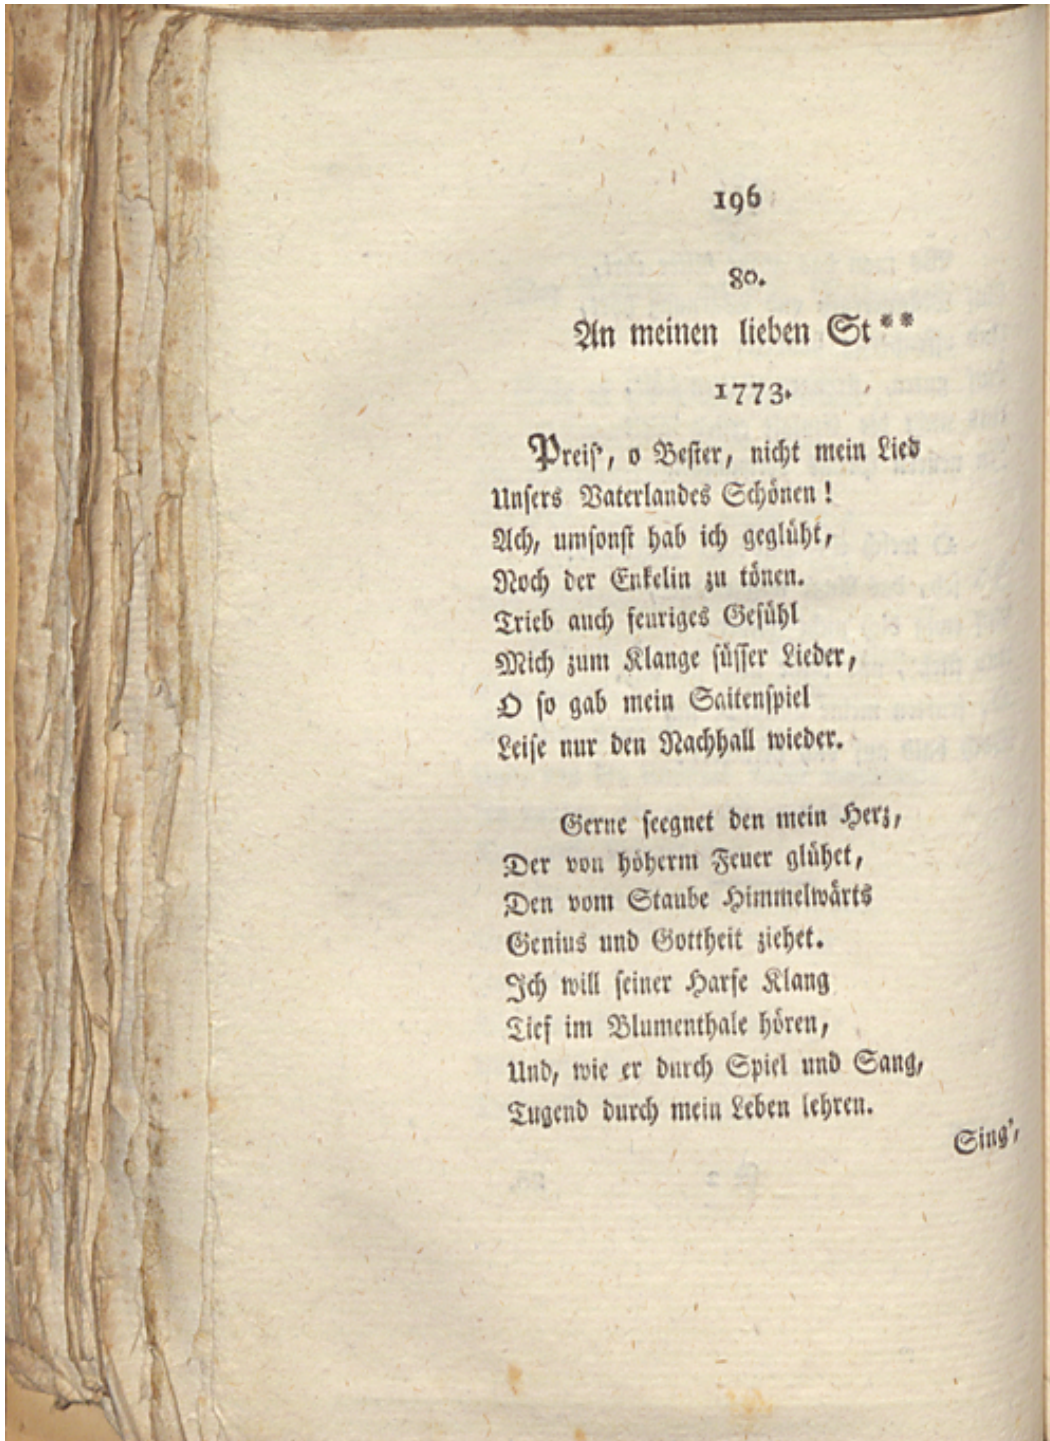 196
80.
An meinen lieben St**
1773.
Preis', o Bester, nicht mein Lied
Unsers Vaterlandes Schönen!
Ach, umsonst hab ich geglüht,
Noch der Enkelin zu tönen.
Trieb auch feuriges Gefühl
Mich zum Klange süsser Lieder,
O so gab mein Saitenspiel
Leise nur den Nachhall wieder.
Gerne seegnet den mein Herz,
Der von höherm Feuer glühet,
Den vom Staube Himmelwärts
Genius und Gottheit ziehet.
Ich will seiner Harfe Klang
Tief im Blumenthale hören,
Und, wie er durch Spiel und Sang,
Tugend durch mein Leben lehren.
Sing',